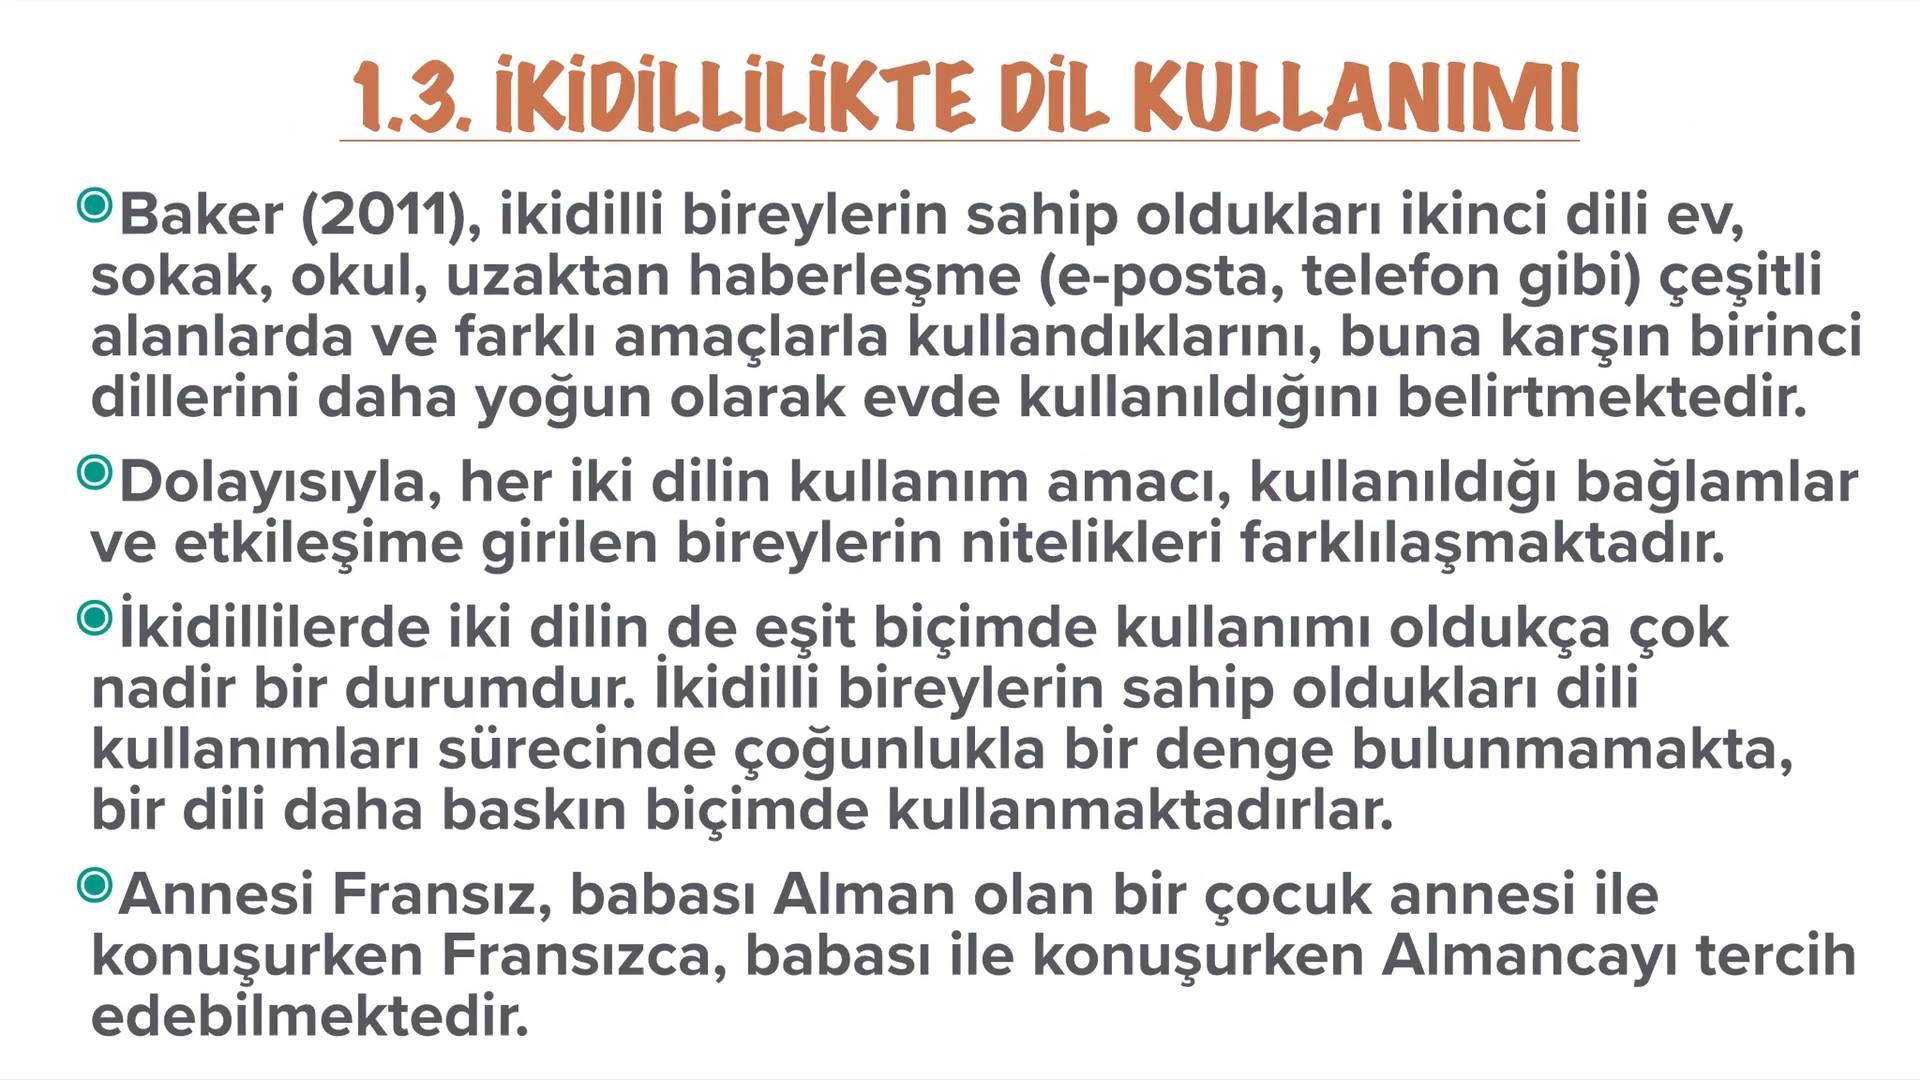 1.3. İKİDİLLİLİKTE DİL KULLANIMI
Baker (2011), ikidilli bireylerin sahip oldukları ikinci dili ev,
sokak, okul, uzaktan haberleşme (e-posta, telefon gibi) çeşitli
alanlarda ve farklı amaçlarla kullandıklarını, buna karşın birinci
dillerini daha yoğun olarak evde kullanıldığını belirtmektedir.
Dolayısıyla, her iki dilin kullanım amacı, kullanıldığı bağlamlar
ve etkileşime girilen bireylerin nitelikleri farklılaşmaktadır.
İkidillilerde iki dilin de eşit biçimde kullanımı oldukça çok
nadir bir durumdur. İkidilli bireylerin sahip oldukları dili
kullanımları sürecinde çoğunlukla bir denge bulunmamakta,
bir dili daha baskın biçimde kullanmaktadırlar.
Annesi Fransız, babası Alman olan bir çocuk annesi ile
konuşurken Fransızca, babası ile konuşurken Almancayı tercih
edebilmektedir.